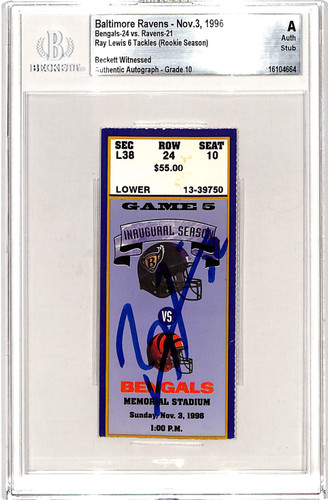 Baltimore Ravens - Nov.3, 1996
Bengals-24 vs. Ravens-21
Ray Lewis 6 Tackles (Rookie Season)
Beckett Witnessed
Authentic Autograph - Grade 10
A
Auth
Stub
16104664
BECKETT
SEC ROW SEAT
L38 24 10
$55.00
LOWER 13-39750
GAME 5
INAUGURAL SEASON
B
VS
BENGALS
MEMORIAL STADIUM
Sunday, Nov. 3, 1996
1:00 P.M.